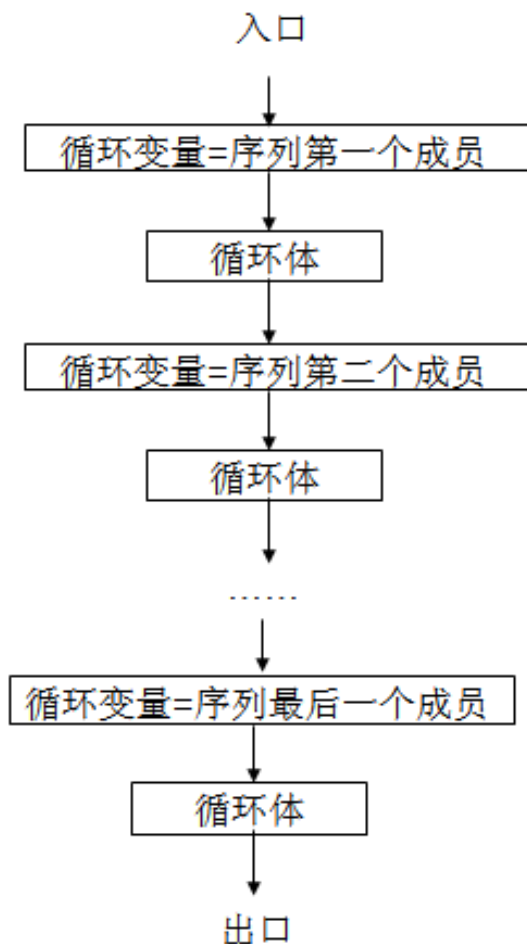 入口
循环变量=序列第一个成员
循环体
循环变量=序列第二个成员
循环体
......
循环变量=序列最后一个成员
循环体
出口